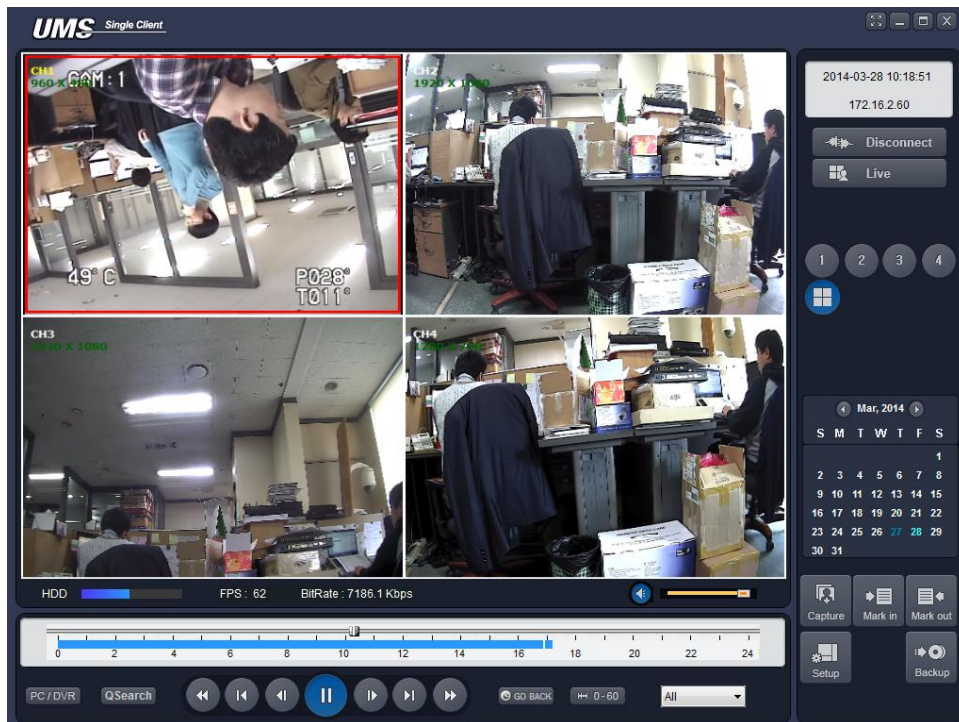 UMS Single Client
CH1
960 X 480
CAM:1
49°C
P028°
T011°
CH2
1920 X 1080
CH3
1920 X 1080
CH4
2014-03-28 10:18:51
172.16.2.60
Disconnect
Live
1 2 3 4
Mar, 2014
S M T W T F S
1
2 3 4 5 6 7 8
9 10 11 12 13 14 15
16 17 18 19 20 21 22
23 24 25 26 27 28 29
30 31
HDD FPS : 62 BitRate : 7186.1 Kbps
Capture Mark in Mark out
Setup Backup
0 2 4 6 8 10 12 14 16 18 20 22 24
PC / DVR QSearch GO BACK 0 - 60 All